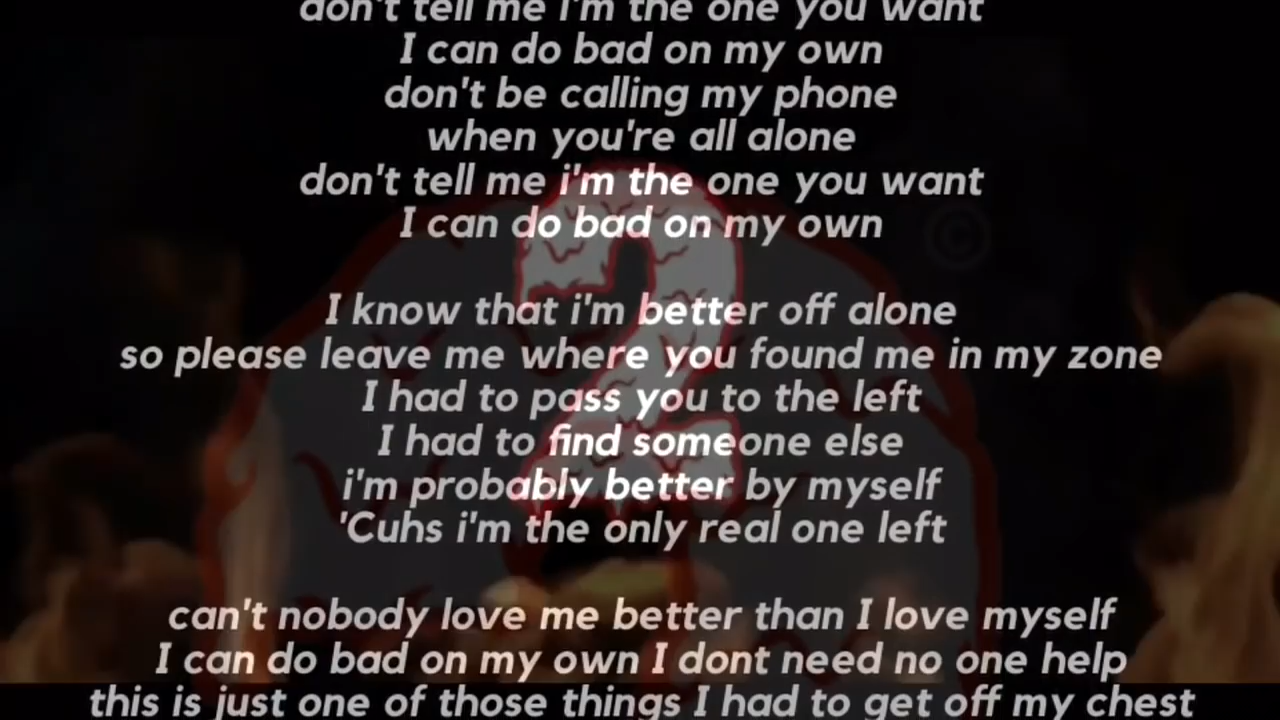 don't tell me i'm the one you want
I can do bad on my own
don't be calling my phone
when you're all alone
don't tell me i'm the one you want
I can do bad on my own
©
I know that i'm better off alone
so please leave me where you found me in my zone
I had to pass you to the left
I had to find someone else
i'm probably better by myself
'Cuhs i'm the only real one left
can't nobody love me better than I love myself
I can do bad on my own I dont need no one help
this is just one of those things I had to get off my chest